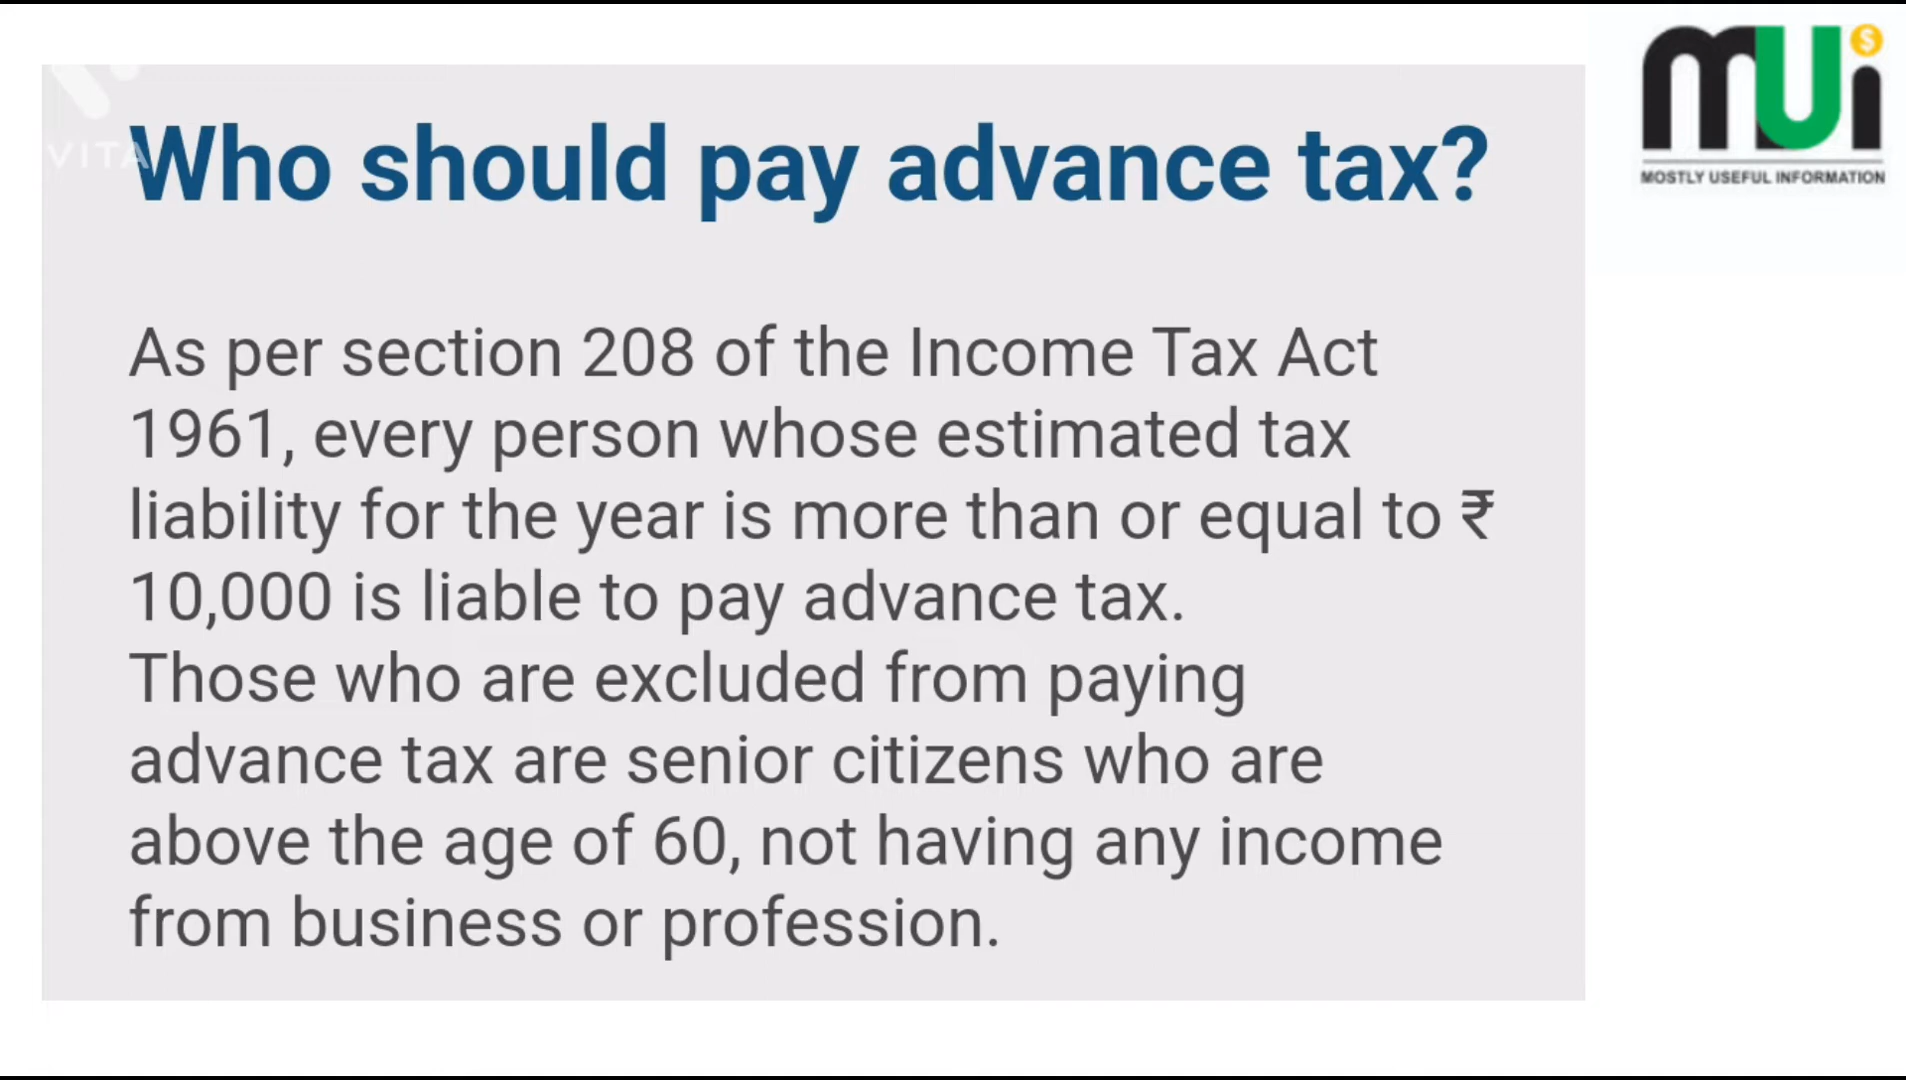 VITA
Who should pay advance tax?
As per section 208 of the Income Tax Act
1961, every person whose estimated tax
liability for the year is more than or equal to ₹
10,000 is liable to pay advance tax.
Those who are excluded from paying
advance tax are senior citizens who are
above the age of 60, not having any income
from business or profession.
mUi
$
MOSTLY USEFUL INFORMATION